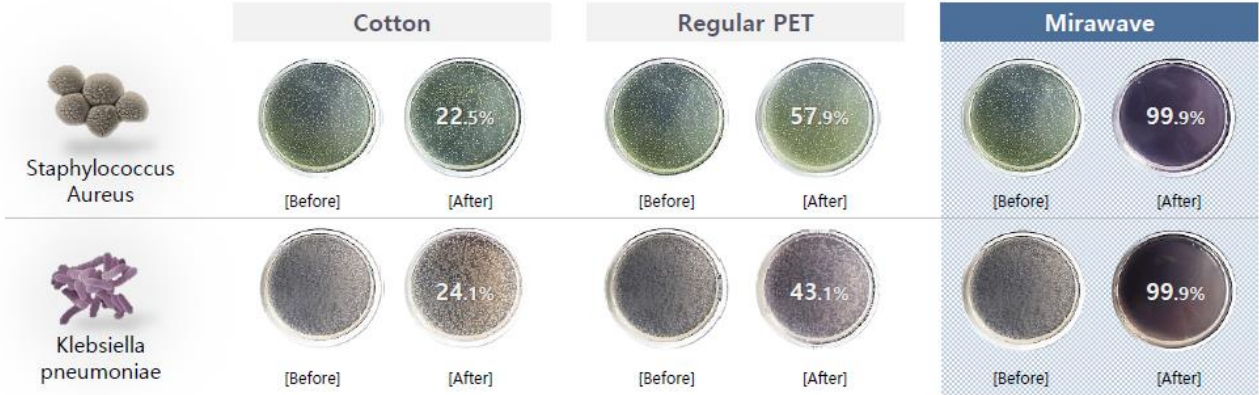 Cotton
Regular PET
Mirawave
Staphylococcus
Aureus
22.5%
57.9%
99.9%
[Before]
[After]
[Before]
[After]
[Before]
[After]
Klebsiella
pneumoniae
24.1%
43.1%
99.9%
[Before]
[After]
[Before]
[After]
[Before]
[After]